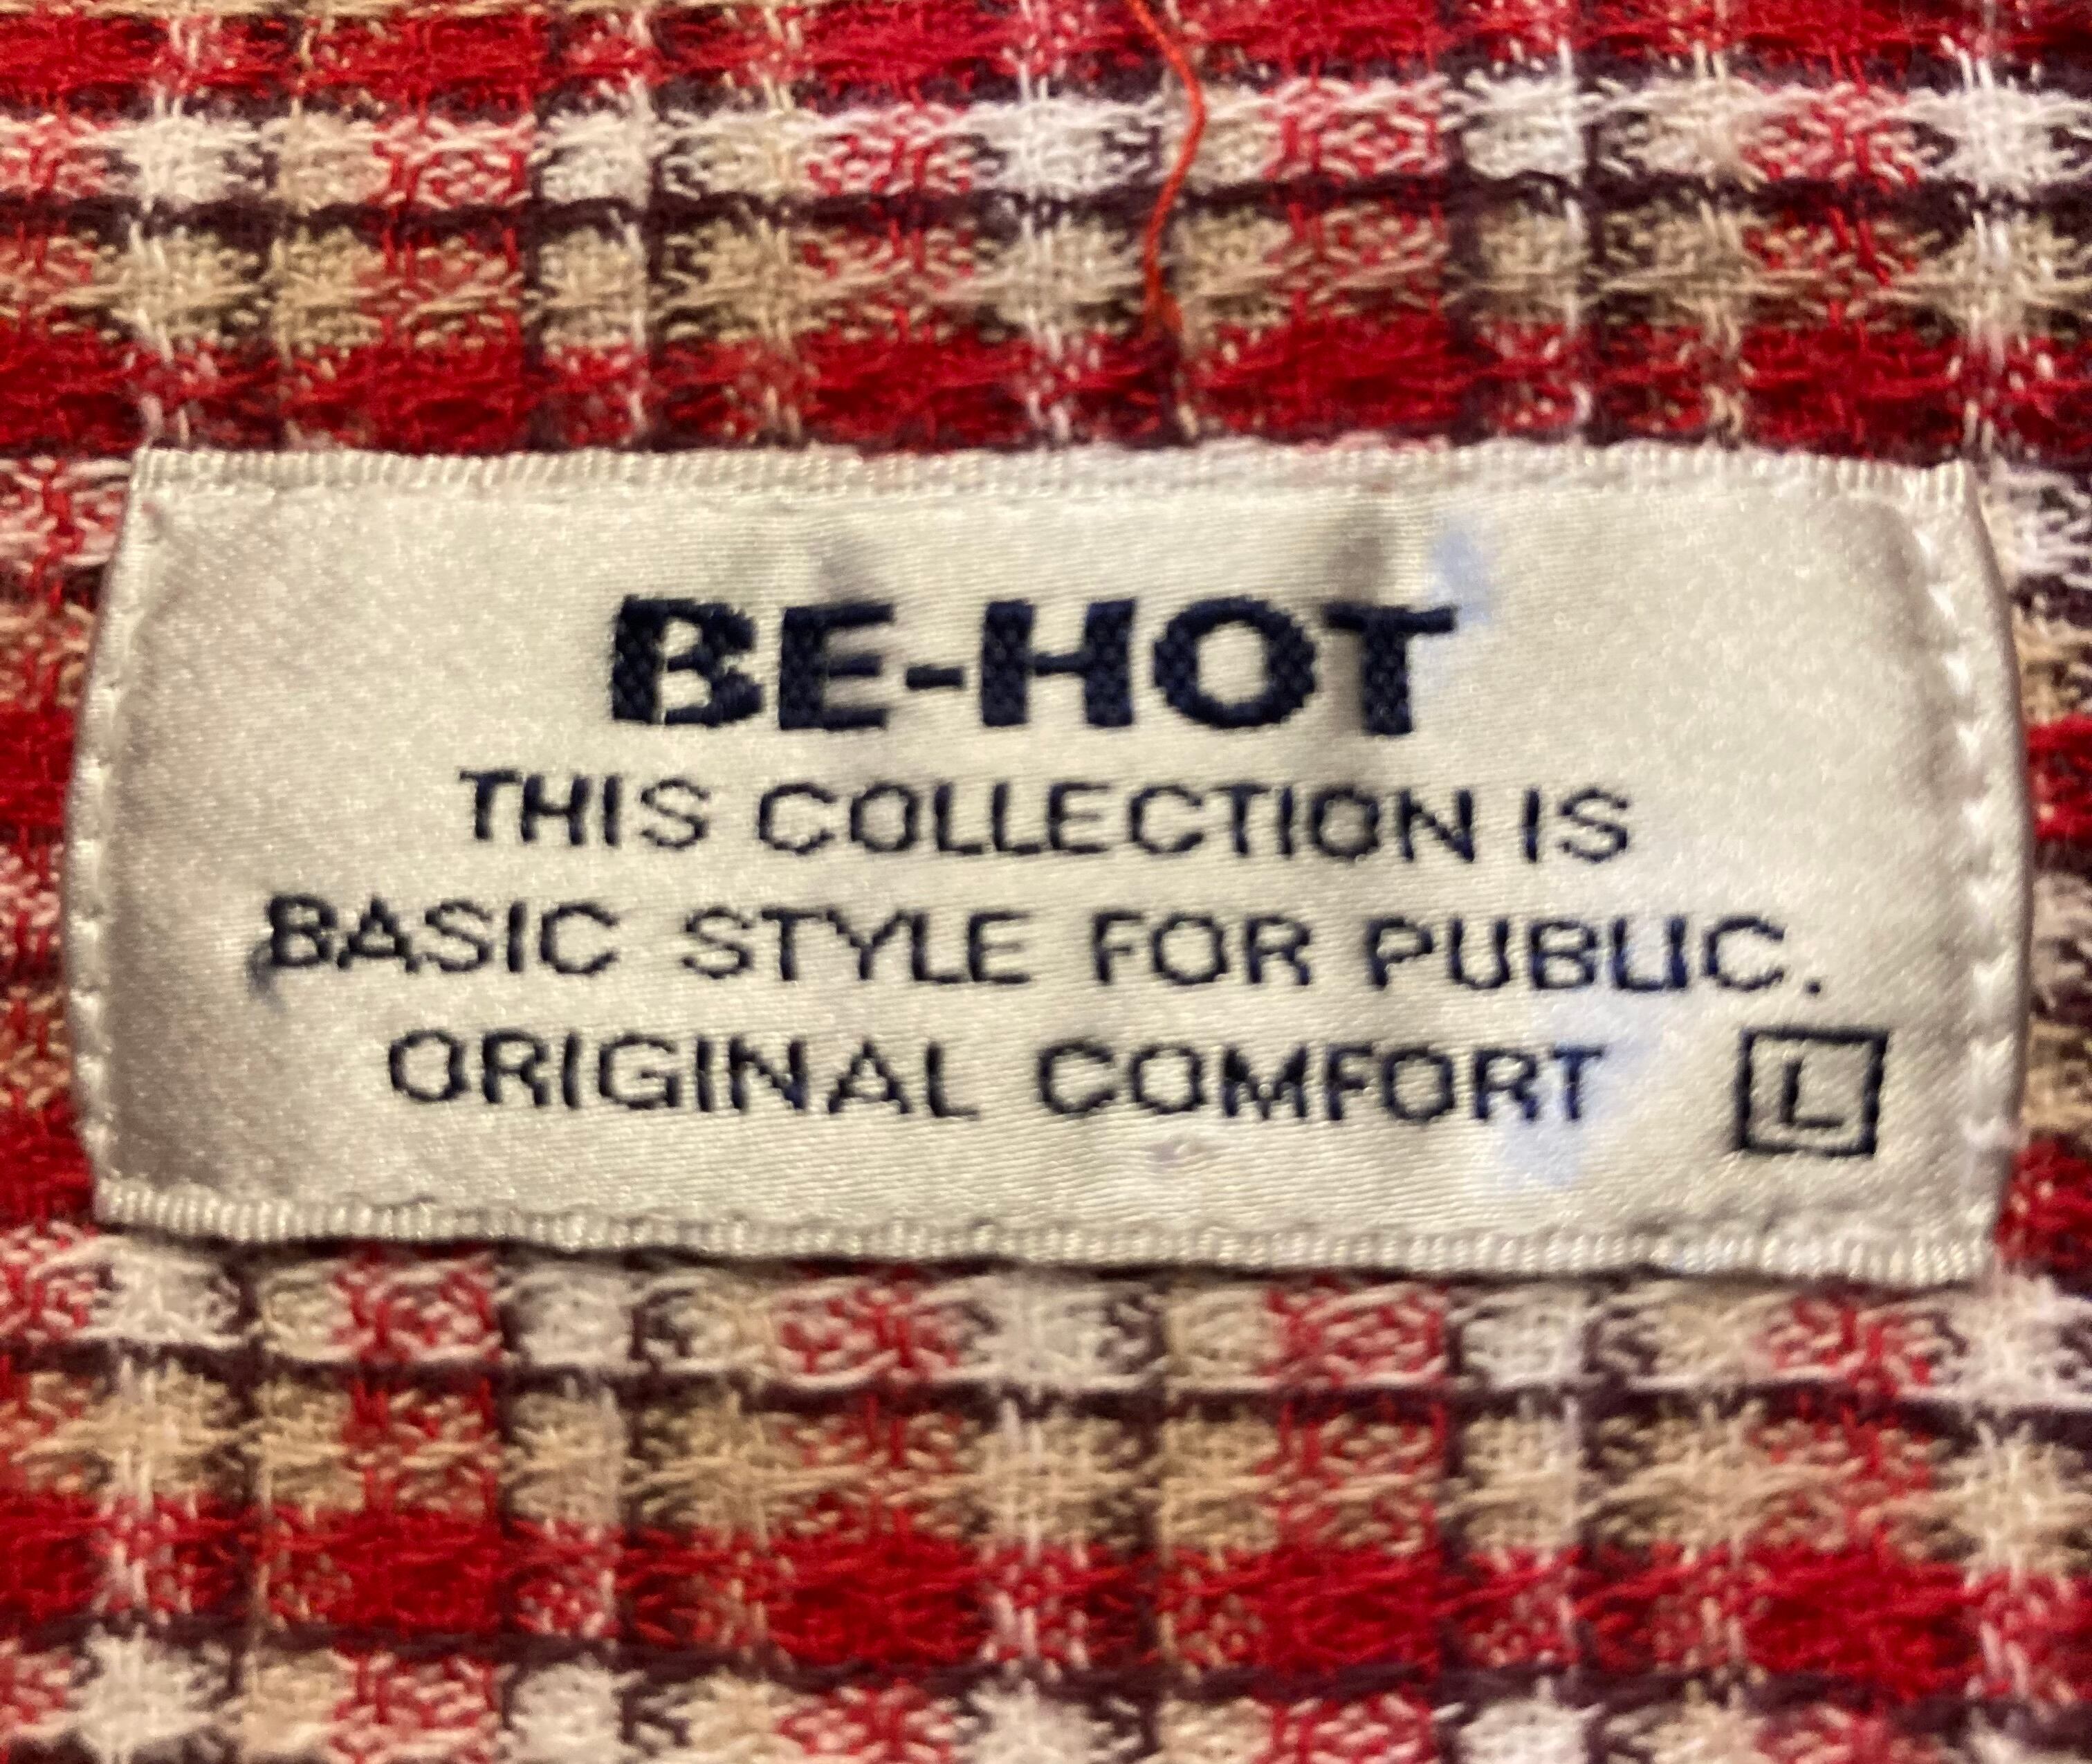 BE-HOT
THIS COLLECTION IS
BASIC STYLE FOR PUBLIC.
ORIGINAL COMFORT L